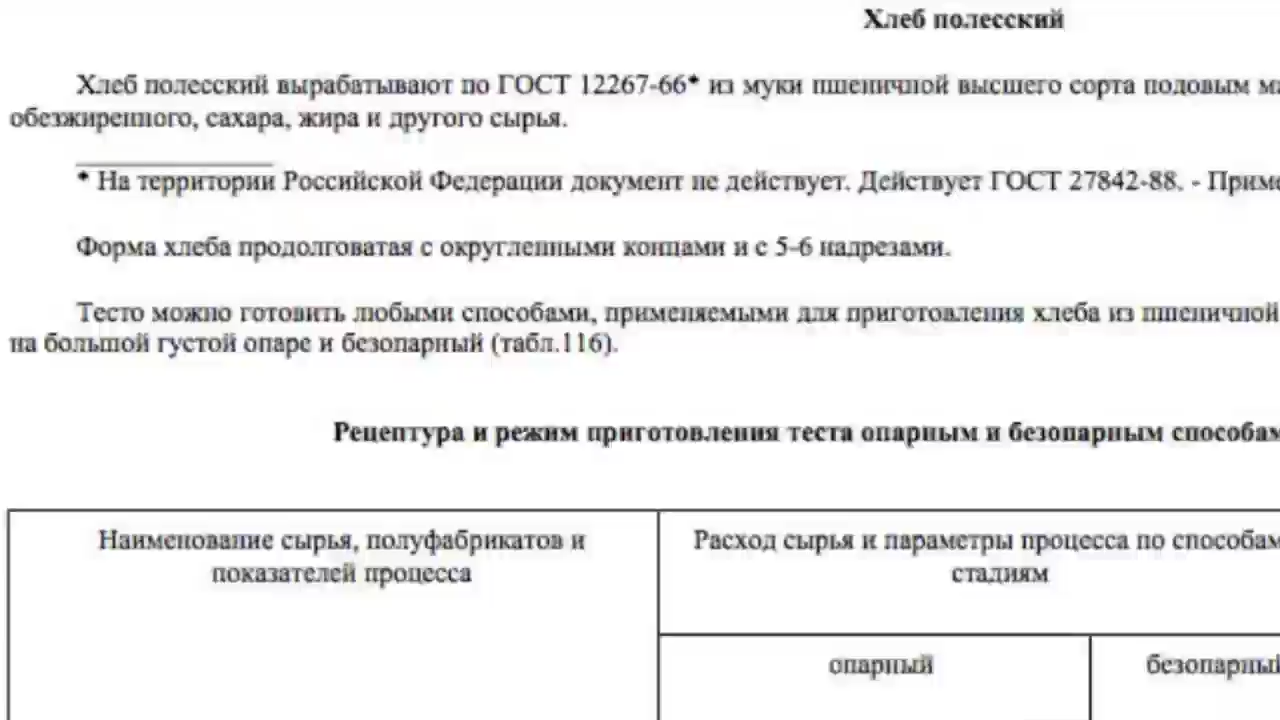 Хлеб полесский
Хлеб полесский вырабатывают по ГОСТ 12267-66* из муки пшеничной высшего сорта подовым
обезжиренного, сахара, жира и другого сырья.
* На территории Российской Федерации документ не действует. Действует ГОСТ 27842-88. -
Форма хлеба продолговатая с округленными концами и с 5-6 надрезами.
Тесто можно готовить любыми способами, применяемыми для приготовления хлеба из пшеничной
на большой густой опаре и безопарный (табл.116).
Рецептура и режим приготовления теста опарным и безопарным способам
Наименование сырья, полуфабрикатов и
показателей процесса
Расход сырья и параметры процесса по способам
стадиям
опарный
безопарный